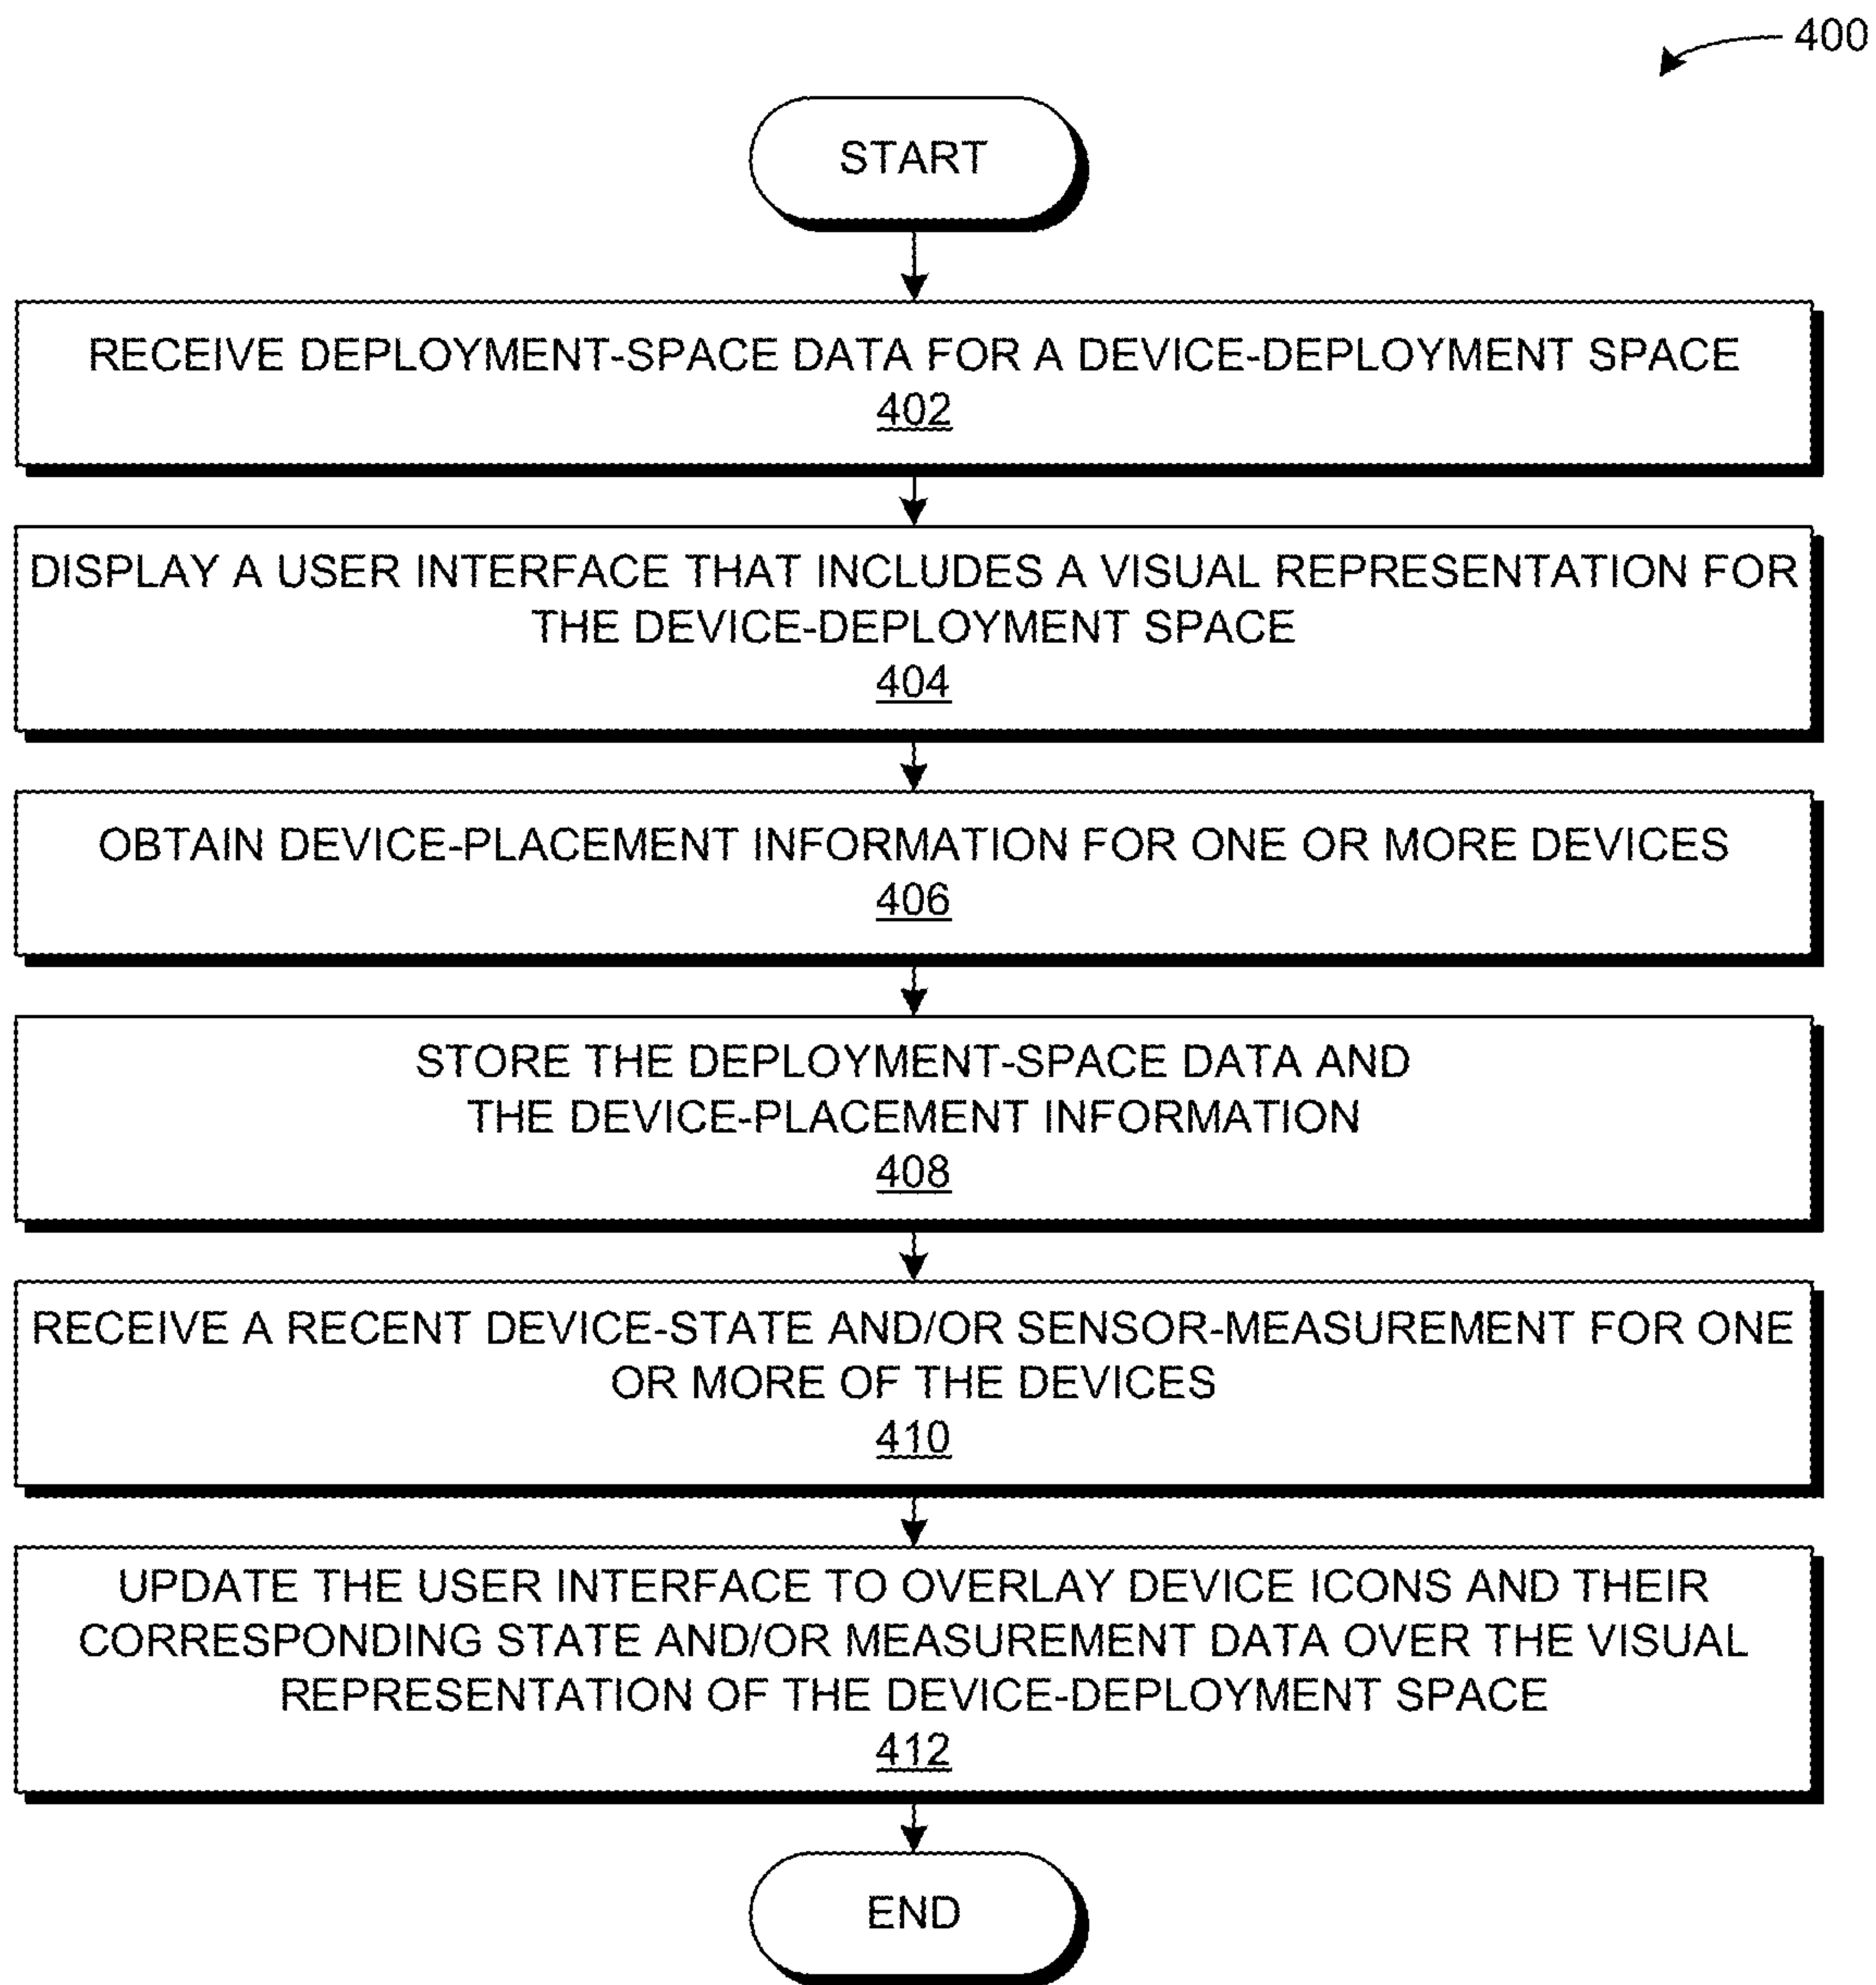 400
START
RECEIVE DEPLOYMENT-SPACE DATA FOR A DEVICE-DEPLOYMENT SPACE
402
DISPLAY A USER INTERFACE THAT INCLUDES A VISUAL REPRESENTATION FOR
THE DEVICE-DEPLOYMENT SPACE
404
OBTAIN DEVICE-PLACEMENT INFORMATION FOR ONE OR MORE DEVICES
406
STORE THE DEPLOYMENT-SPACE DATA AND
THE DEVICE-PLACEMENT INFORMATION
408
RECEIVE A RECENT DEVICE-STATE AND/OR SENSOR-MEASUREMENT FOR ONE
OR MORE OF THE DEVICES
410
UPDATE THE USER INTERFACE TO OVERLAY DEVICE ICONS AND THEIR
CORRESPONDING STATE AND/OR MEASUREMENT DATA OVER THE VISUAL
REPRESENTATION OF THE DEVICE-DEPLOYMENT SPACE
412
END